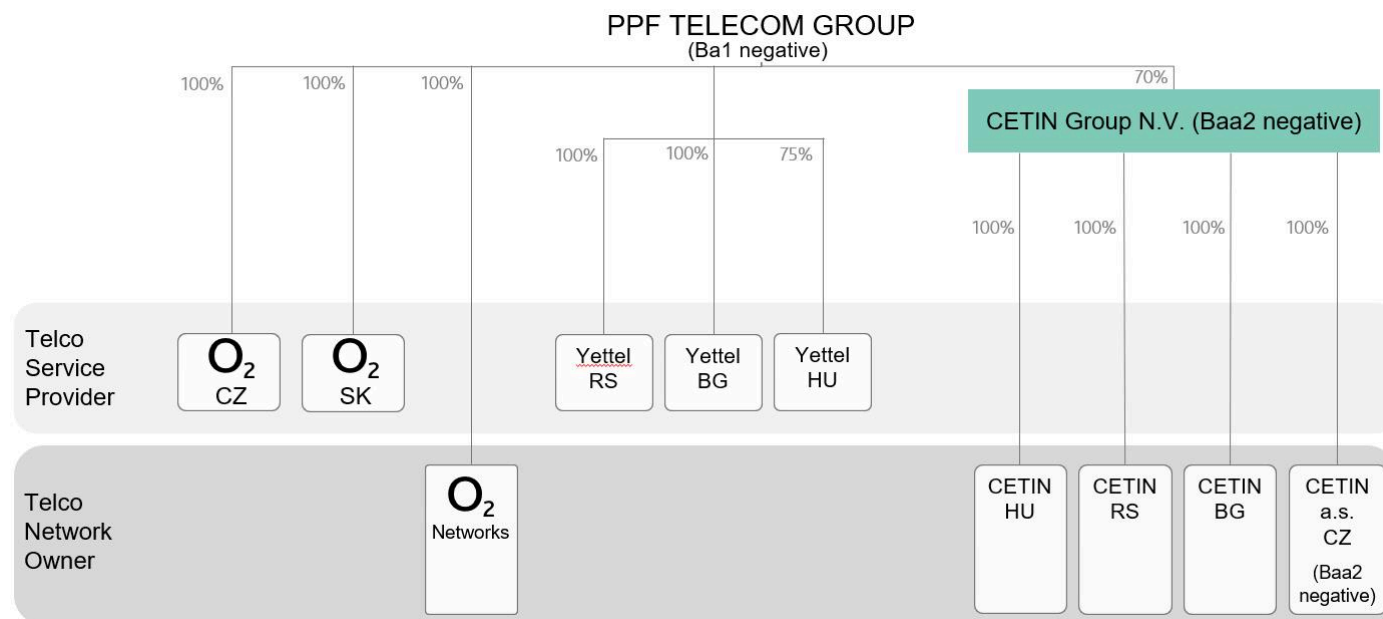 PPF TELECOM GROUP
(Ba1 negative)
100%
100%
100%
70%
CETIN Group N.V. (Baa2 negative)
100%
100%
75%
100%
100%
100%
100%
Telco
Service
Provider
O2
CZ
O2
SK
Yettel
RS
Yettel
BG
Yettel
HU
Telco
Network
Owner
O2
Networks
CETIN
HU
CETIN
RS
CETIN
BG
CETIN
a.s.
CZ
(Baa2
negative)